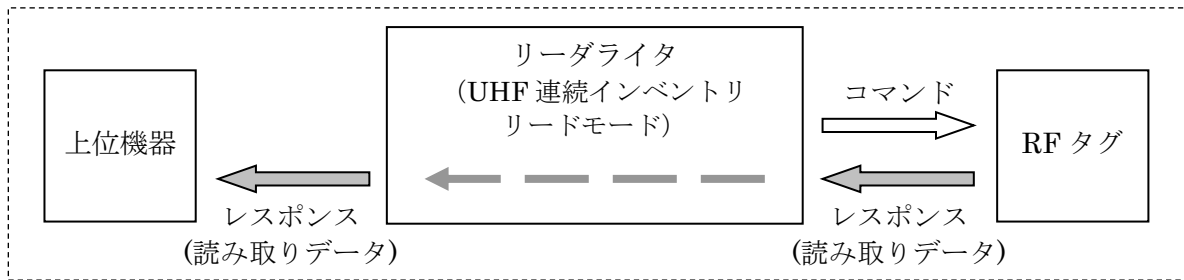 上位機器
レスポンス
(読み取りデータ)
リーダライタ
（UHF 連続インベントリ
リードモード）
コマンド
レスポンス
(読み取りデータ)
RF タグ